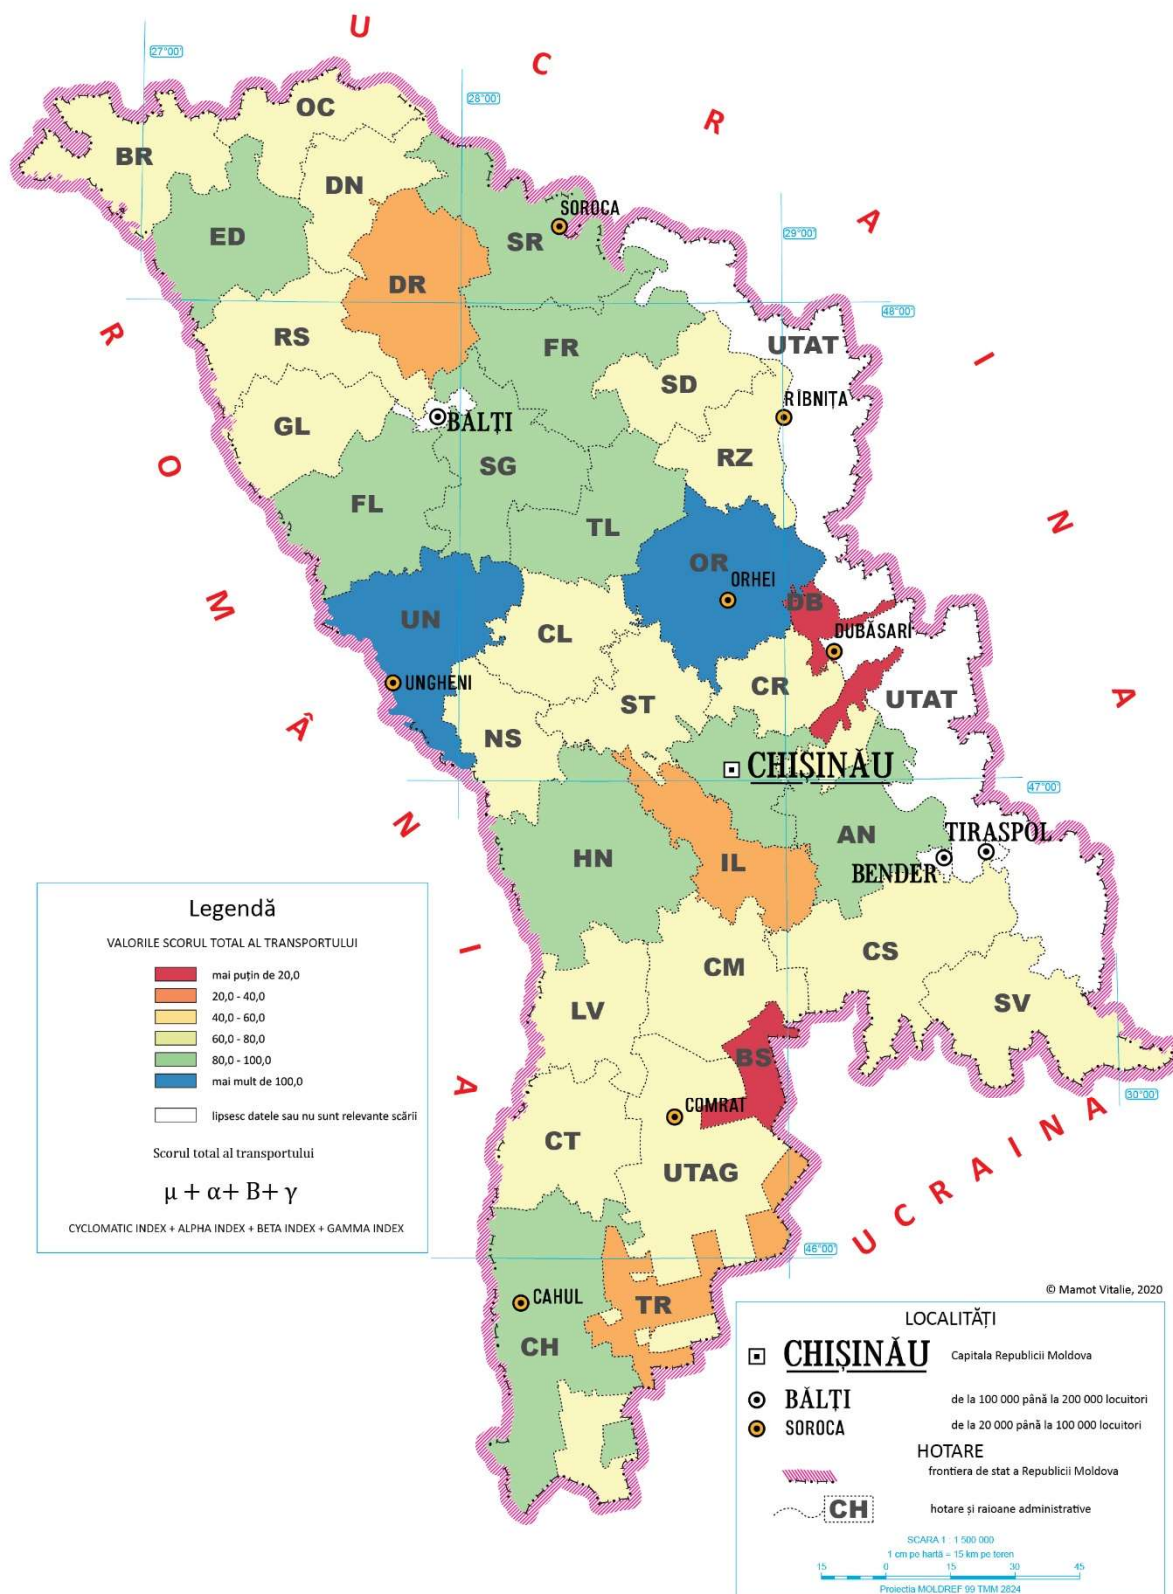 UCRAINA
27°00'
28°00'
29°00'
48°00'
OC
BR
DN
ED
SR
SOROCA
DR
RS
FR
UTAT
SD
RÎBNIȚA
GL
BĂLȚI
SG
RZ
FL
TL
OR
ORHEI
DB
UN
CL
DUBĂSARI
UNGHENI
ST
CR
UTAT
NS
CHIȘINĂU
47°00'
HN
IL
AN
TIRASPOL
BENDER
CM
CS
LV
SV
BS
30°00'
COMRAT
CT
UTAG
46°00'
CAHUL
TR
CH
ROMÂNIA
UCRAINA
Legendă
VALORILE SCORUL TOTAL AL TRANSPORTULUI
mai puțin de 20,0
20,0 - 40,0
40,0 - 60,0
60,0 - 80,0
80,0 - 100,0
mai mult de 100,0
lipsesc datele sau nu sunt relevante scării
Scorul total al transportului
μ + α+ B+ γ
CYCLOMATIC INDEX + ALPHA INDEX + BETA INDEX + GAMMA INDEX
© Mamot Vitalie, 2020
LOCALITĂȚI
CHIȘINĂU Capitala Republicii Moldova
BĂLȚI de la 100 000 până la 200 000 locuitori
SOROCA de la 20 000 până la 100 000 locuitori
HOTARE
frontiera de stat a Republicii Moldova
CH hotare și raioane administrative
SCARA 1 : 1 500 000
1 cm pe hartă = 15 km pe teren
15 0 15 30 45
Proiectia MOLDREF 99 TMM 2824